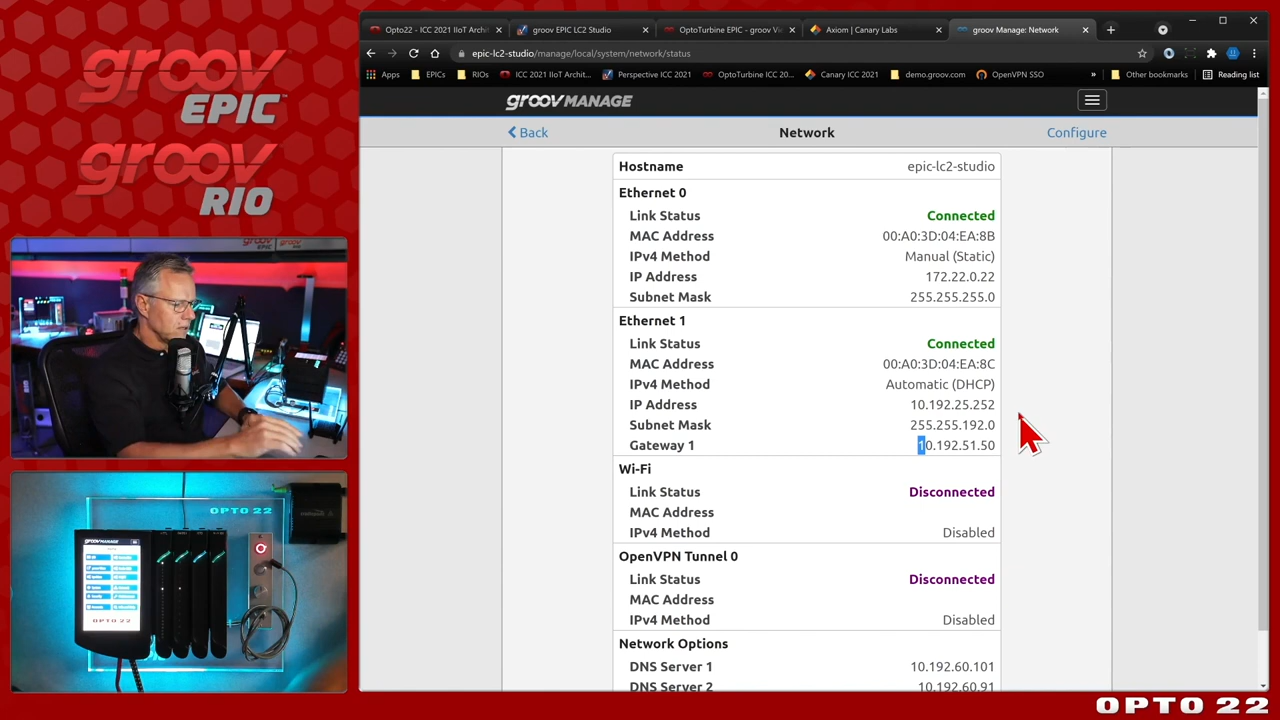 groov
EPIC™
groov
RIO
Opto22 - ICC 2021 IIoT Archit
groov EPIC LC2 Studio
OptoTurbine EPIC - groov Vie
Axiom | Canary Labs
groov Manage: Network
epic-lc2-studio/manage/local/system/network/status
Apps
EPICs
RIOs
ICC 2021 IIoT Archit...
Perspective ICC 2021
OptoTurbine ICC 20...
Canary ICC 2021
demo.groov.com
OpenVPN SSO
»
Other bookmarks
Reading list
groovMANAGE
Back
Network
Configure
Hostname epic-lc2-studio
Ethernet 0
Link Status Connected
MAC Address 00:A0:3D:04:EA:8B
IPv4 Method Manual (Static)
IP Address 172.22.0.22
Subnet Mask 255.255.255.0
Ethernet 1
Link Status Connected
MAC Address 00:A0:3D:04:EA:8C
IPv4 Method Automatic (DHCP)
IP Address 10.192.25.252
Subnet Mask 255.255.192.0
Gateway 1 10.192.51.50
Wi-Fi
Link Status Disconnected
MAC Address
IPv4 Method Disabled
OpenVPN Tunnel 0
Link Status Disconnected
MAC Address
IPv4 Method Disabled
Network Options
DNS Server 1 10.192.60.101
DNS Server 2 10.192.60.91
OPTO 22
groovMANAGE
OPTO 22
OPTO 22